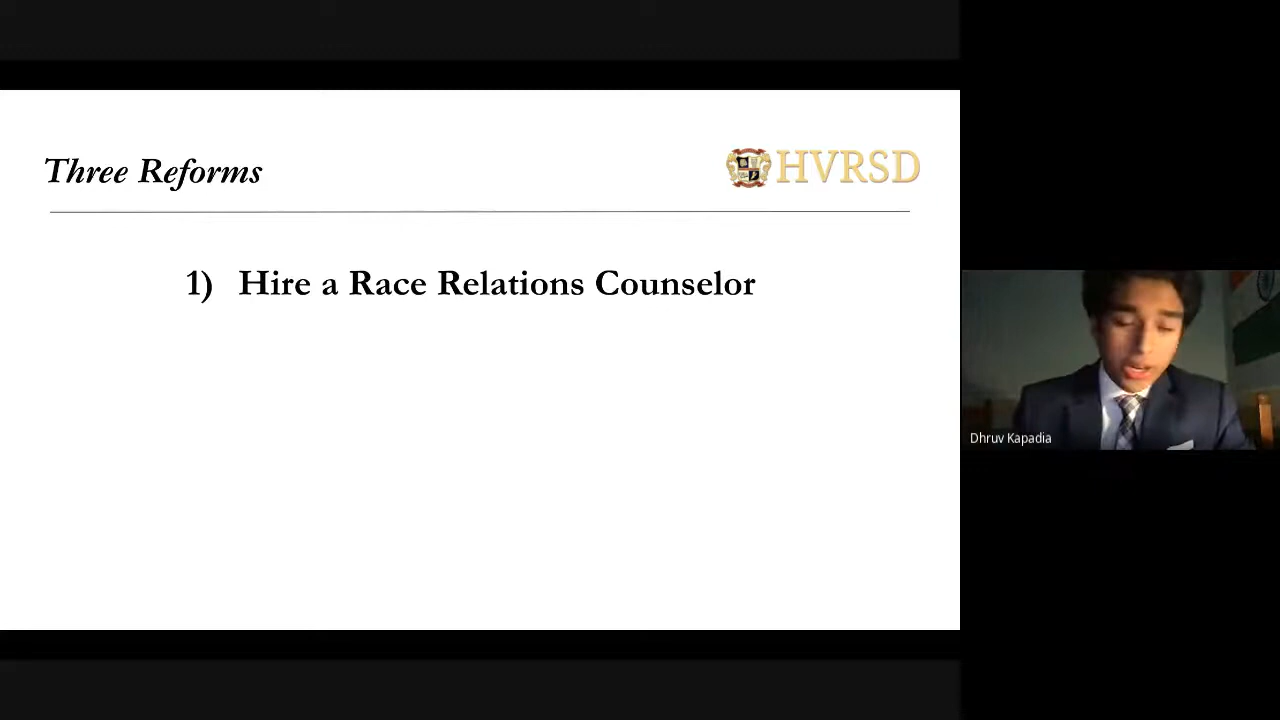 Three Reforms
HVRSD
1) Hire a Race Relations Counselor
Dhruv Kapadia